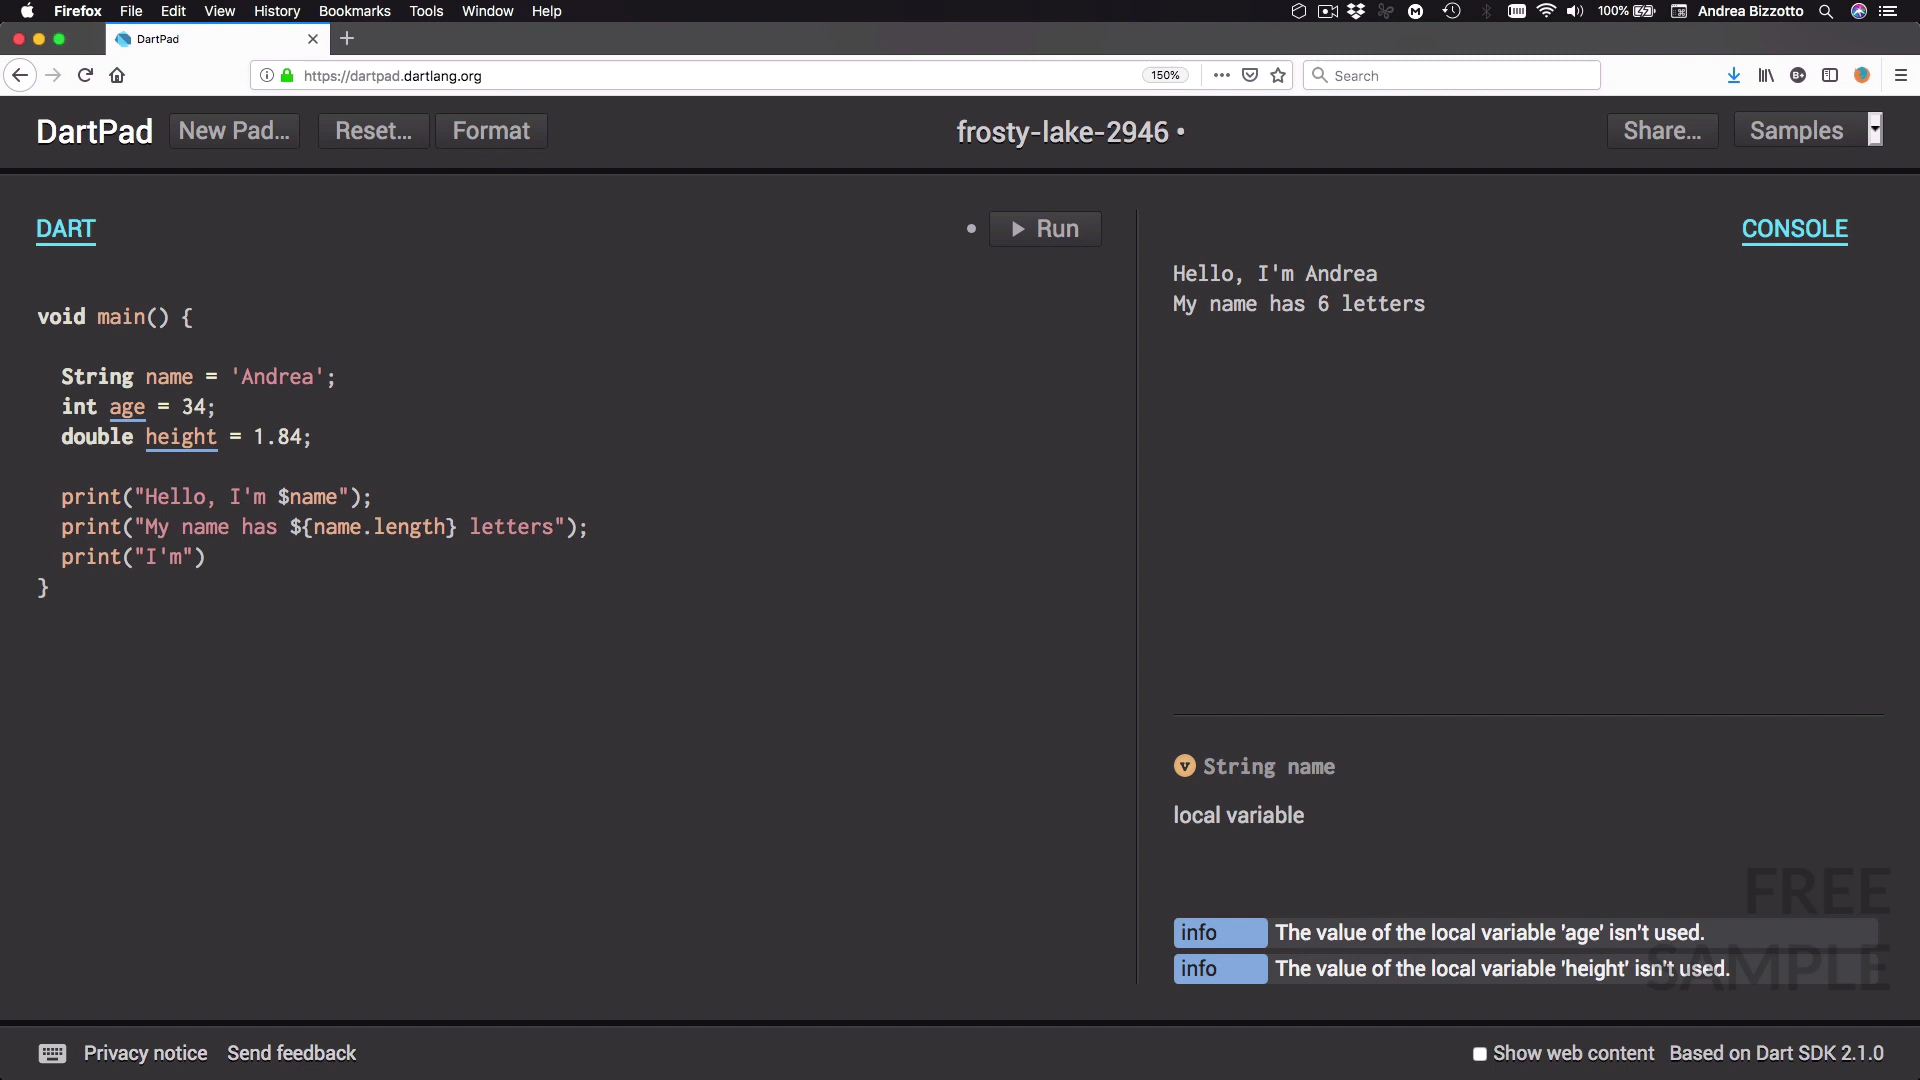 Firefox File Edit View History Bookmarks Tools Window Help 100% Andrea Bizzotto
DartPad
https://dartpad.dartlang.org 150% Search
DartPad New Pad... Reset... Format frosty-lake-2946 • Share... Samples
DART Run CONSOLE
void main() {
String name = 'Andrea';
int age = 34;
double height = 1.84;
print("Hello, I'm $name");
print("My name has ${name.length} letters");
print("I'm")
}
Hello, I'm Andrea
My name has 6 letters
v String name
local variable
info The value of the local variable 'age' isn't used.
info The value of the local variable 'height' isn't used.
FREE
SAMPLE
Privacy notice Send feedback Show web content Based on Dart SDK 2.1.0